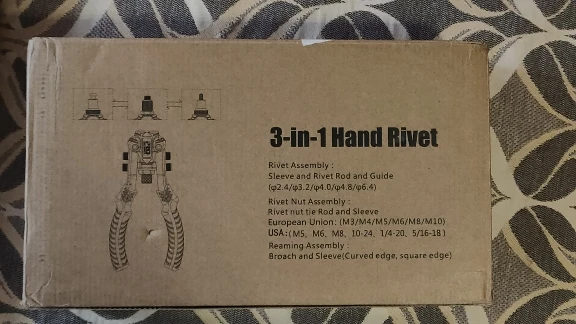 3-in-1 Hand Rivet
Rivet Assembly :
Sleeve and Rivet Rod and Guide
(φ2.4/φ3.2/φ4.0/φ4.8/φ6.4)
Rivet Nut Assembly :
Rivet nut tie Rod and Sleeve
European Union: (M3/M4/M5/M6/M8/M10)
USA: (M5, M6, M8, 10-24, 1/4-20, 5/16-18 )
Reaming Assembly :
Broach and Sleeve(Curved edge, square edge)